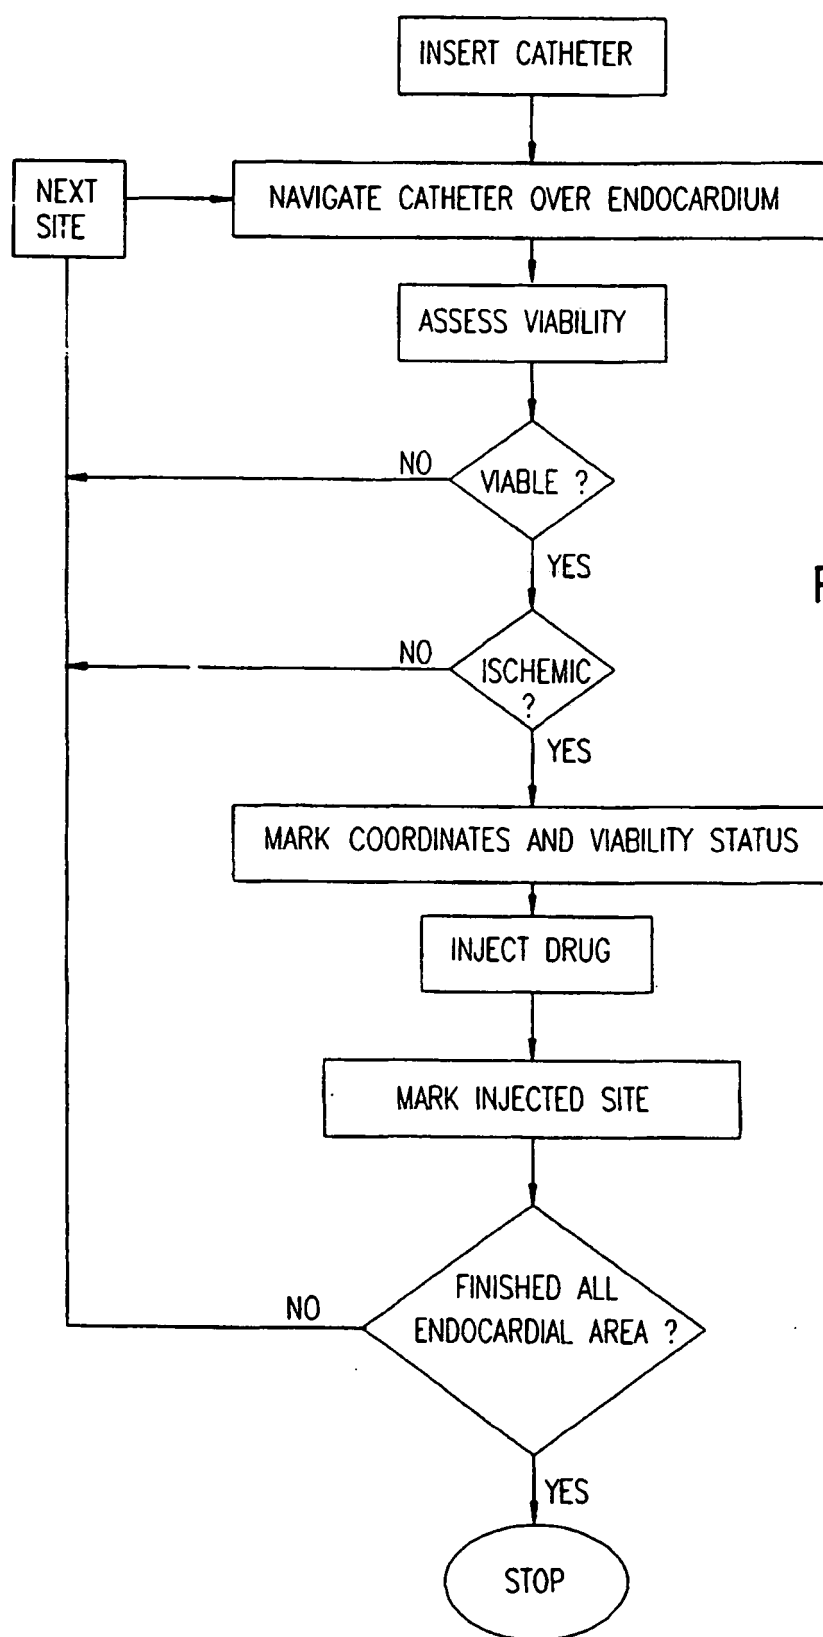 INSERT CATHETER
NEXT
SITE
NAVIGATE CATHETER OVER ENDOCARDIUM
ASSESS VIABILITY
NO
VIABLE ?
YES
NO
ISCHEMIC
?
YES
MARK COORDINATES AND VIABILITY STATUS
INJECT DRUG
MARK INJECTED SITE
FINISHED ALL
ENDOCARDIAL AREA ?
NO
YES
STOP